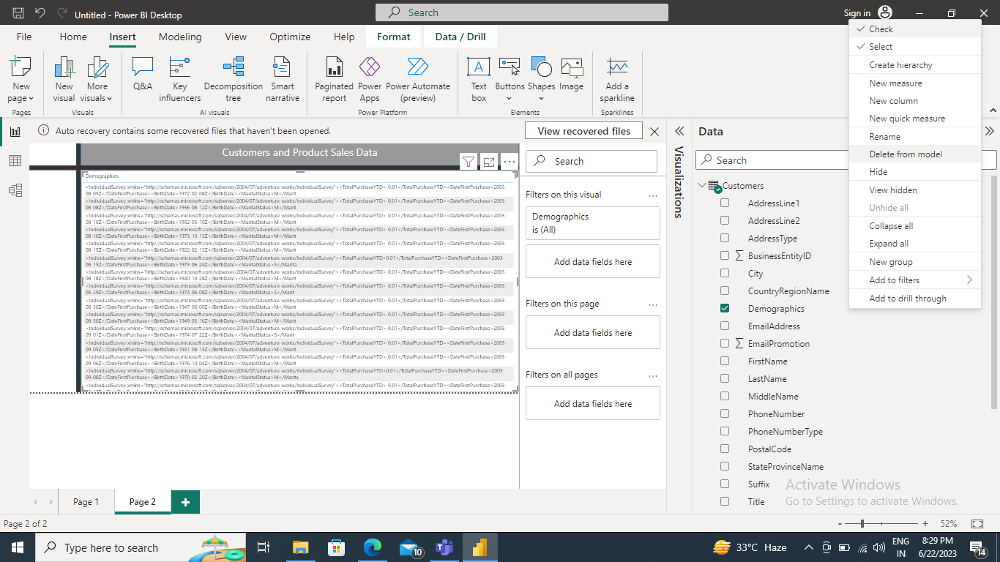 Untitled - Power BI Desktop
Search
Sign in
File Home Insert Modeling View Optimize Help Format Data / Drill
New page
New visual
More visuals
Q&A
Key influencers
Decomposition tree
Smart narrative
Paginated report
Power Apps
Power Automate (preview)
Text box
Buttons
Shapes
Image
Add a sparkline
Pages
Visuals
AI visuals
Power Platform
Elements
Sparklines
Auto recovery contains some recovered files that haven't been opened.
View recovered files
Customers and Product Sales Data
Demographics
<IndividualSurvey xmlns="http://schemas.microsoft.com/sqlserver/2004/07/adventure works/IndividualSurvey"><TotalPurchaseYTD> 0.01</TotalPurchaseYTD><DateFirstPurchase>2003
08-05Z</DateFirstPurchase><BirthDate>1972-02-08Z</BirthDate><MaritalStatus>M</Marit
<IndividualSurvey xmlns="http://schemas.microsoft.com/sqlserver/2004/07/adventure works/IndividualSurvey"><TotalPurchaseYTD> 0.01</TotalPurchaseYTD><DateFirstPurchase>2003
08-08Z</DateFirstPurchase><BirthDate>1936-08-12Z</BirthDate><MaritalStatus>M</Marit
<IndividualSurvey xmlns="http://schemas.microsoft.com/sqlserver/2004/07/adventure works/IndividualSurvey"><TotalPurchaseYTD> -0.01</TotalPurchaseYTD><DateFirstPurchase>2003
08-10Z</DateFirstPurchase><BirthDate>1952-05-10Z</BirthDate><MaritalStatus>M</Marit
<IndividualSurvey xmlns="http://schemas.microsoft.com/sqlserver/2004/07/adventure works/IndividualSurvey"><TotalPurchaseYTD> 0.01</TotalPurchaseYTD><DateFirstPurchase>2003
08-10Z</DateFirstPurchase><BirthDate>1973-10-13Z</BirthDate><MaritalStatus>M</Marit
<IndividualSurvey xmlns="http://schemas.microsoft.com/sqlserver/2004/07/adventure works/IndividualSurvey"><TotalPurchaseYTD> 0.01</TotalPurchaseYTD><DateFirstPurchase>2003
08-15Z</DateFirstPurchase><BirthDate>1922-02-13Z</BirthDate><MaritalStatus>M</Marit
<IndividualSurvey xmlns="http://schemas.microsoft.com/sqlserver/2004/07/adventure works/IndividualSurvey"><TotalPurchaseYTD>0.01</TotalPurchaseYTD><DateFirstPurchase>2003
08-15Z</DateFirstPurchase><BirthDate>1973-06-24Z</BirthDate><MaritalStatus>S</Marita
<IndividualSurvey xmlns="http://schemas.microsoft.com/sqlserver/2004/07/adventure works/IndividualSurvey"><TotalPurchaseYTD> 0.01</TotalPurchaseYTD><DateFirstPurchase>2003
08-18Z</DateFirstPurchase><BirthDate>1940-10-28Z</BirthDate><MaritalStatus>M</Marit
<IndividualSurvey xmlns="http://schemas.microsoft.com/sqlserver/2004/07/adventure works/IndividualSurvey"><TotalPurchaseYTD> 0.01</TotalPurchaseYTD><DateFirstPurchase>2003
08-29Z</DateFirstPurchase><BirthDate>1974-06-08Z</BirthDate><MaritalStatus>S</Marit
<IndividualSurvey xmlns="http://schemas.microsoft.com/sqlserver/2004/07/adventure works/IndividualSurvey"><TotalPurchaseYTD> 0.01</TotalPurchaseYTD><DateFirstPurchase>2003
08-30Z</DateFirstPurchase><BirthDate>1947-05-09Z</BirthDate><MaritalStatus>M</Marit
<IndividualSurvey xmlns="http://schemas.microsoft.com/sqlserver/2004/07/adventure works/IndividualSurvey"><TotalPurchaseYTD> 0.01</TotalPurchaseYTD><DateFirstPurchase>2003
08-30Z</DateFirstPurchase><BirthDate>1949-03-16Z</BirthDate><MaritalStatus>M</Marit
<IndividualSurvey xmlns="http://schemas.microsoft.com/sqlserver/2004/07/adventure works/IndividualSurvey"><TotalPurchaseYTD> 0.01</TotalPurchaseYTD><DateFirstPurchase>2003
09-01Z</DateFirstPurchase><BirthDate>1974-07-22Z</BirthDate><MaritalStatus>S</Marit
<IndividualSurvey xmlns="http://schemas.microsoft.com/sqlserver/2004/07/adventure works/IndividualSurvey"><TotalPurchaseYTD> 0.01</TotalPurchaseYTD><DateFirstPurchase>2003
09-05Z</DateFirstPurchase><BirthDate>1931-08-13Z</BirthDate><MaritalStatus>M</Marit
<IndividualSurvey xmlns="http://schemas.microsoft.com/sqlserver/2004/07/adventure works/IndividualSurvey"><TotalPurchaseYTD> -0.01</TotalPurchaseYTD><DateFirstPurchase>2003
09-06Z</DateFirstPurchase><BirthDate>1976-10-04Z</BirthDate><MaritalStatus>M</Marit
<IndividualSurvey xmlns="http://schemas.microsoft.com/sqlserver/2004/07/adventure works/IndividualSurvey"><TotalPurchaseYTD>0.01</TotalPurchaseYTD><DateFirstPurchase>2003
09-08Z</DateFirstPurchase><BirthDate>1970-02-20Z</BirthDate><MaritalStatus>M</Marita
<IndividualSurvey xmlns="http://schemas.microsoft.com/sqlserver/2004/07/adventure works/IndividualSurvey"><TotalPurchaseYTD> 0.01</TotalPurchaseYTD><DateFirstPurchase>2003
Search
Filters on this visual
Demographics
is (All)
Add data fields here
Filters on this page
Add data fields here
Filters on all pages
Add data fields here
Visualizations
Data
Search
Customers
AddressLine1
AddressLine2
AddressType
BusinessEntityID
City
CountryRegionName
Demographics
EmailAddress
EmailPromotion
FirstName
LastName
MiddleName
PhoneNumber
PhoneNumberType
PostalCode
StateProvinceName
Suffix
Title
Check
Select
Create hierarchy
New measure
New column
New quick measure
Rename
Delete from model
Hide
View hidden
Unhide all
Collapse all
Expand all
New group
Add to filters
Add to drill through
Activate Windows
Go to Settings to activate Windows.
Page 1
Page 2
Page 2 of 2
52%
Type here to search
10
33°C Haze
ENG
IN
8:29 PM
6/22/2023
14